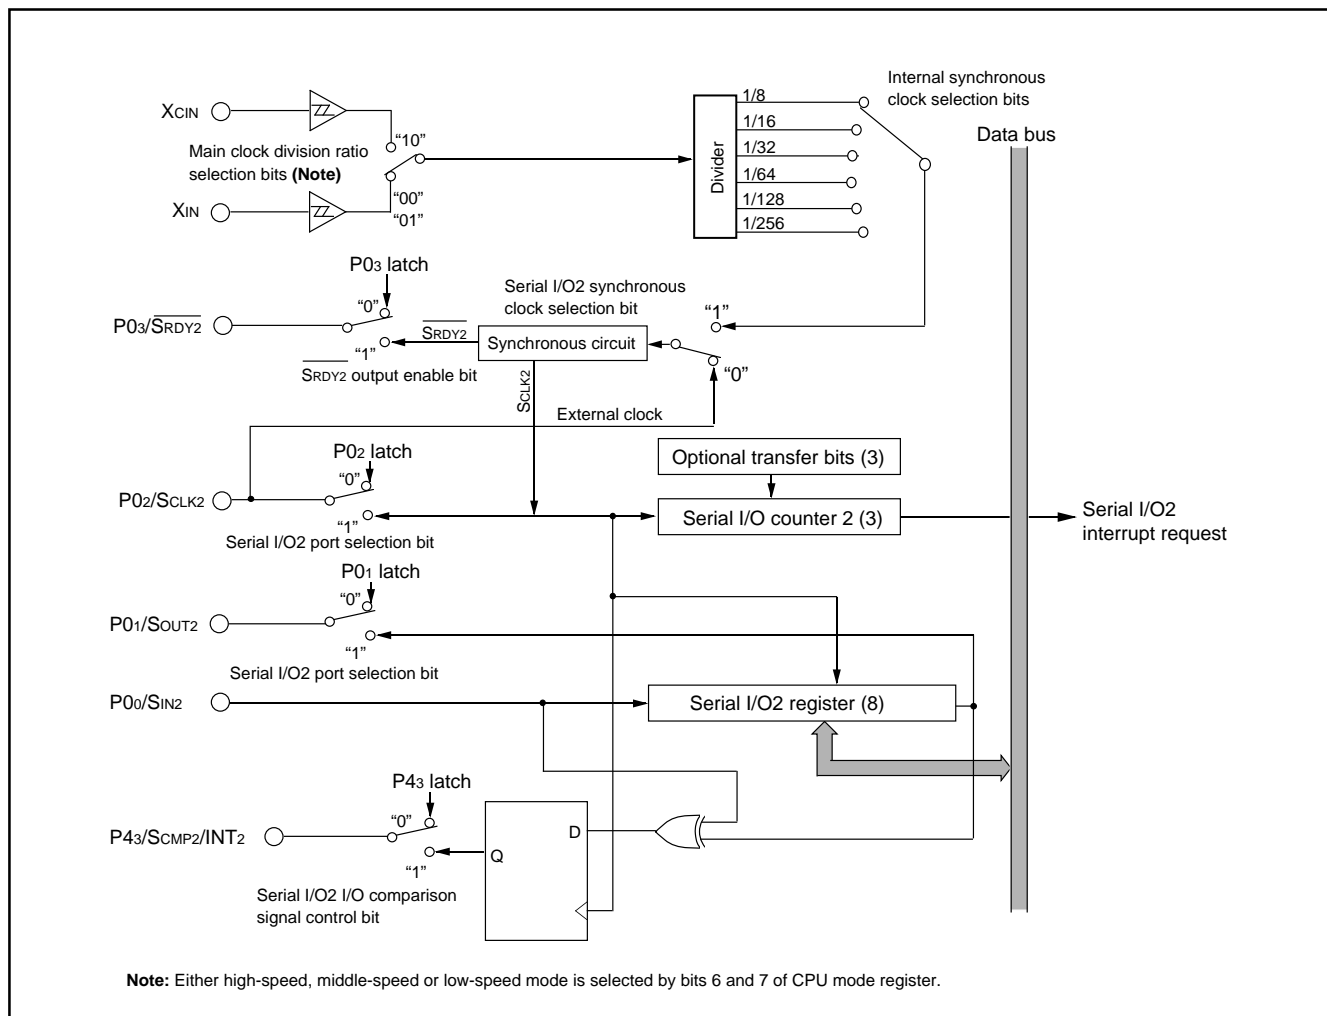 XCIN
"10"
Main clock division ratio
selection bits (Note)
"00"
XIN
"01"
Divider
1/8
1/16
1/32
1/64
1/128
1/256
Internal synchronous
clock selection bits
Data bus
P03 latch
"0"
P03/SRDY2
"1"
SRDY2
SRDY2 output enable bit
Serial I/O2 synchronous
clock selection bit
Synchronous circuit
"1"
"0"
SCLK2
External clock
P02 latch
"0"
P02/SCLK2
"1"
Serial I/O2 port selection bit
Optional transfer bits (3)
Serial I/O counter 2 (3)
Serial I/O2
interrupt request
P01 latch
"0"
P01/SOUT2
"1"
Serial I/O2 port selection bit
P00/SIN2
Serial I/O2 register (8)
P43 latch
"0"
P43/SCMP2/INT2
"1"
D
Q
Serial I/O2 I/O comparison
signal control bit
Note: Either high-speed, middle-speed or low-speed mode is selected by bits 6 and 7 of CPU mode register.